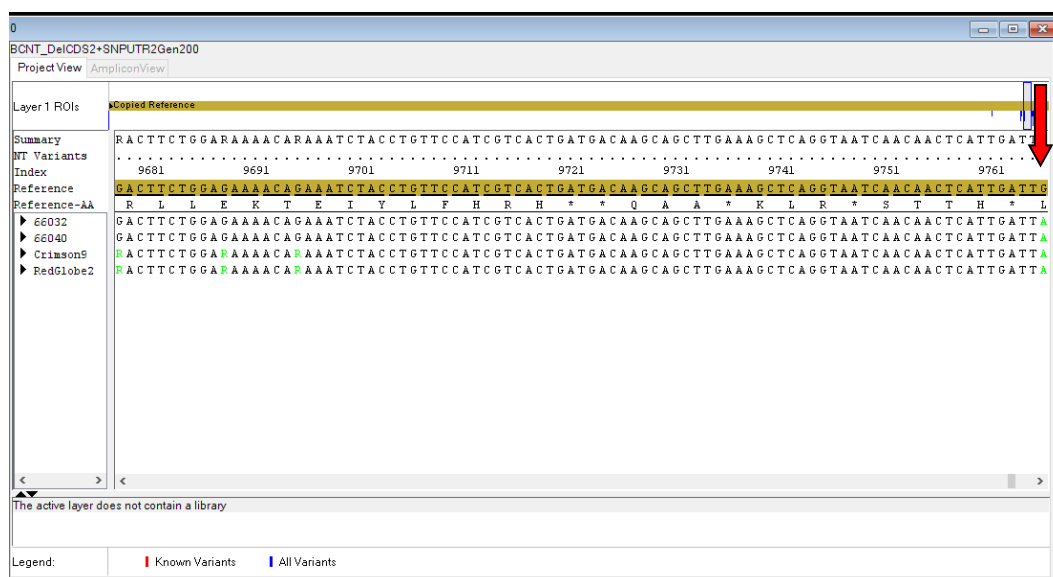 0
BCNT_DelCDS2+SNPUTR2Gen200
Project View AmpliconView
Layer 1 ROIs Copied Reference
Summary RACTTCTGGARAAAACARAAATCTACCTGTTCCATCGTCACTGATGACAAGCAGCTTGAAAGCTCAGGTAATCAACAACTCATTGAT
NT Variants ........................................................................................
Index 9681 9691 9701 9711 9721 9731 9741 9751 9761
Reference GACTTCTGGAGAAAACAGAAATCTACCTGTTCCATCGTCACTGATGACAAGCAGCTTGAAAGCTCAGGTAATCAACAACTCATTGATTG
Reference-AA R L L E K T E I Y L F H R H * * Q A A * K L R * S T T H * L
66032 GACTTCTGGAGAAAACAGAAATCTACCTGTTCCATCGTCACTGATGACAAGCAGCTTGAAAGCTCAGGTAATCAACAACTCATTGATTA
66040 GACTTCTGGAGAAAACAGAAATCTACCTGTTCCATCGTCACTGATGACAAGCAGCTTGAAAGCTCAGGTAATCAACAACTCATTGATTA
Crimson9 RACTTCTGGARAAAACARAAATCTACCTGTTCCATCGTCACTGATGACAAGCAGCTTGAAAGCTCAGGTAATCAACAACTCATTGATTA
RedGlobe2 RACTTCTGGARAAAACARAAATCTACCTGTTCCATCGTCACTGATGACAAGCAGCTTGAAAGCTCAGGTAATCAACAACTCATTGATTA
The active layer does not contain a library
Legend: Known Variants All Variants